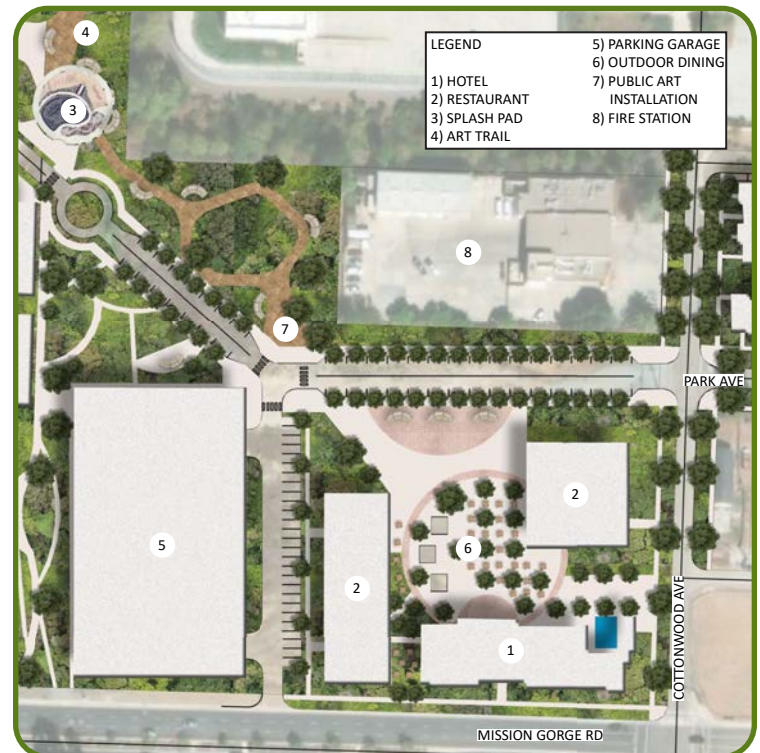 LEGEND
1) HOTEL
2) RESTAURANT
3) SPLASH PAD
4) ART TRAIL
5) PARKING GARAGE
6) OUTDOOR DINING
7) PUBLIC ART
INSTALLATION
8) FIRE STATION
4
3
8
7
PARK AVE
2
5
6
2
1
COTTONWOOD AVE
MISSION GORGE RD